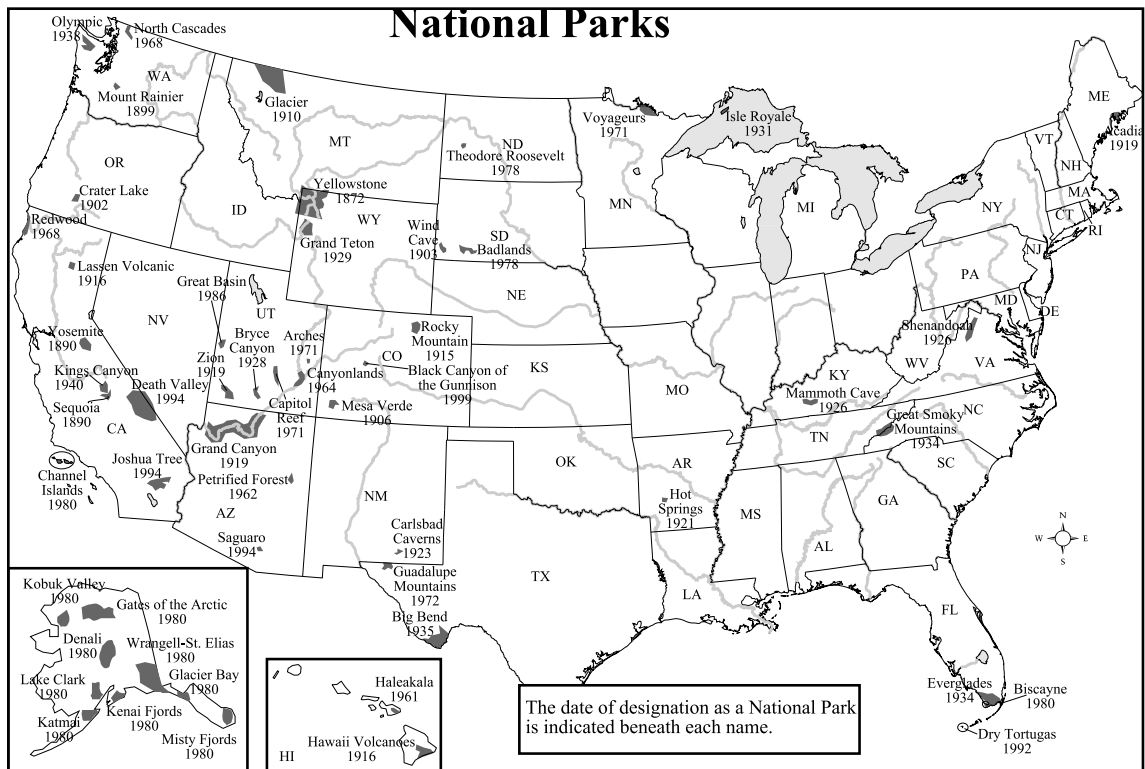 National Parks
Olympic
1938
North Cascades
1968
WA
Mount Rainier
1899
Glacier
1910
MT
ND
Theodore Roosevelt
1978
Voyageurs
1971
Isle Royale
1931
ME
Acadia
1919
VT
NH
MA
CT
RI
NY
OR
Crater Lake
1902
Redwood
1968
ID
Yellowstone
1872
WY
Grand Teton
1929
Wind
Cave
1903
SD
Badlands
1978
MN
MI
NJ
PA
MD
DE
Lassen Volcanic
1916
Great Basin
1986
NV
UT
NE
Yosemite
1890
Zion
1919
Bryce
Canyon
1928
Arches
1971
Canyonlands
1964
Capitol
Reef
1971
Rocky
Mountain
1915
CO
Black Canyon of
the Gunnison
1999
Mesa Verde
1906
KS
MO
KY
Mammoth Cave
1926
WV
Shenandoah
1926
VA
Kings Canyon
1940
Death Valley
1994
Sequoia
1890
CA
Grand Canyon
1919
Petrified Forest
1962
AZ
Saguaro
1994
Joshua Tree
1994
Channel
Islands
1980
NM
Carlsbad
Caverns
1923
Guadalupe
Mountains
1972
Big Bend
1935
TX
OK
AR
Hot
Springs
1921
LA
MS
AL
TN
Great Smoky
Mountains
1934
NC
SC
GA
FL
N
W
E
S
Everglades
1934
Biscayne
1980
Dry Tortugas
1992
Kobuk Valley
1980
Gates of the Arctic
1980
Denali
1980
Wrangell-St. Elias
1980
Lake Clark
1980
Glacier Bay
1980
Katmai
1980
Kenai Fjords
1980
Misty Fjords
1980
Haleakala
1961
Hawaii Volcanoes
1916
HI
The date of designation as a National Park
is indicated beneath each name.